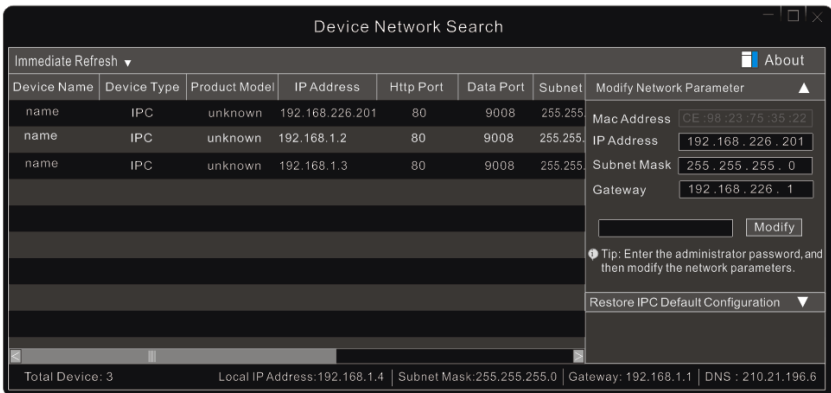 Device Network Search
Immediate Refresh ▼
About
Device Name Device Type Product Model IP Address Http Port Data Port Subnet
name IPC unknown 192.168.226.201 80 9008 255.255.
name IPC unknown 192.168.1.2 80 9008 255.255.
name IPC unknown 192.168.1.3 80 9008 255.255.
Modify Network Parameter ▲
Mac Address CE :98 :23 :75 :35 :22
IP Address 192 .168 . 226 . 201
Subnet Mask 255 . 255 . 255 . 0
Gateway 192 .168 . 226 . 1
Modify
Tip: Enter the administrator password, and
then modify the network parameters.
Restore IPC Default Configuration ▼
Total Device: 3 Local IP Address:192.168.1.4 Subnet Mask:255.255.255.0 Gateway: 192.168.1.1 DNS : 210.21.196.6